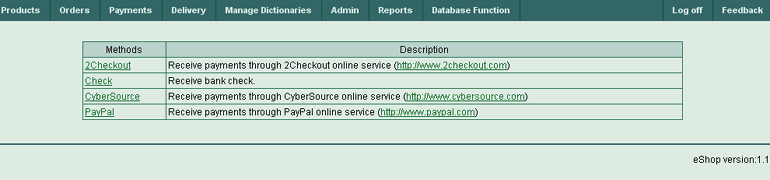 Products Orders Payments Delivery Manage Dictionaries Admin Reports Database Function Log off Feedback
Methods Description
2Checkout Receive payments through 2Checkout online service (http://www.2checkout.com)
Check Receive bank check.
CyberSource Receive payments through CyberSource online service (http://www.cybersource.com)
PayPal Receive payments through PayPal online service (http://www.paypal.com)
eShop version:1.1